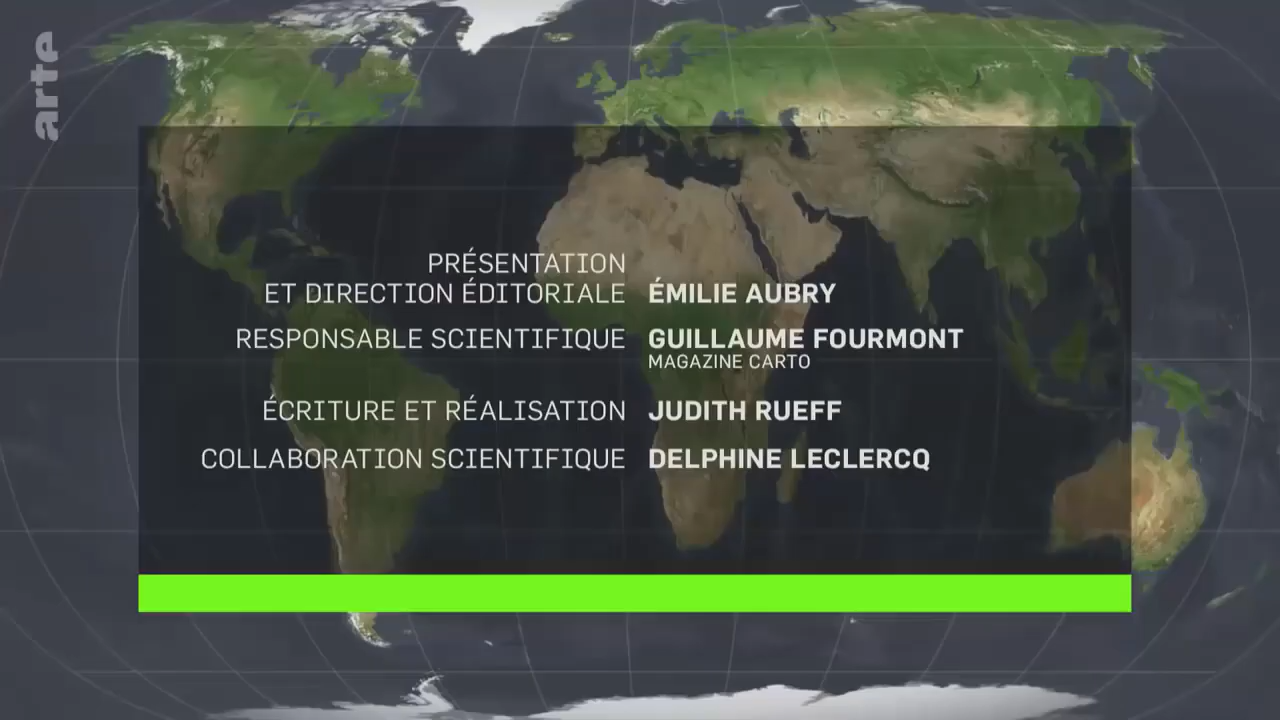 arte
PRÉSENTATION
ET DIRECTION ÉDITORIALE ÉMILIE AUBRY
RESPONSABLE SCIENTIFIQUE GUILLAUME FOURMONT
MAGAZINE CARTO
ÉCRITURE ET RÉALISATION JUDITH RUEFF
COLLABORATION SCIENTIFIQUE DELPHINE LECLERCQ